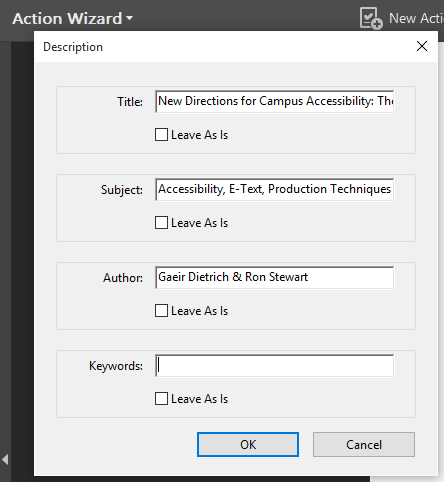 Action Wizard
New Actio
Description
Title: New Directions for Campus Accessibility: The
Leave As Is
Subject: Accessibility, E-Text, Production Techniques
Leave As Is
Author: Gaeir Dietrich & Ron Stewart
Leave As Is
Keywords:
Leave As Is
OK Cancel